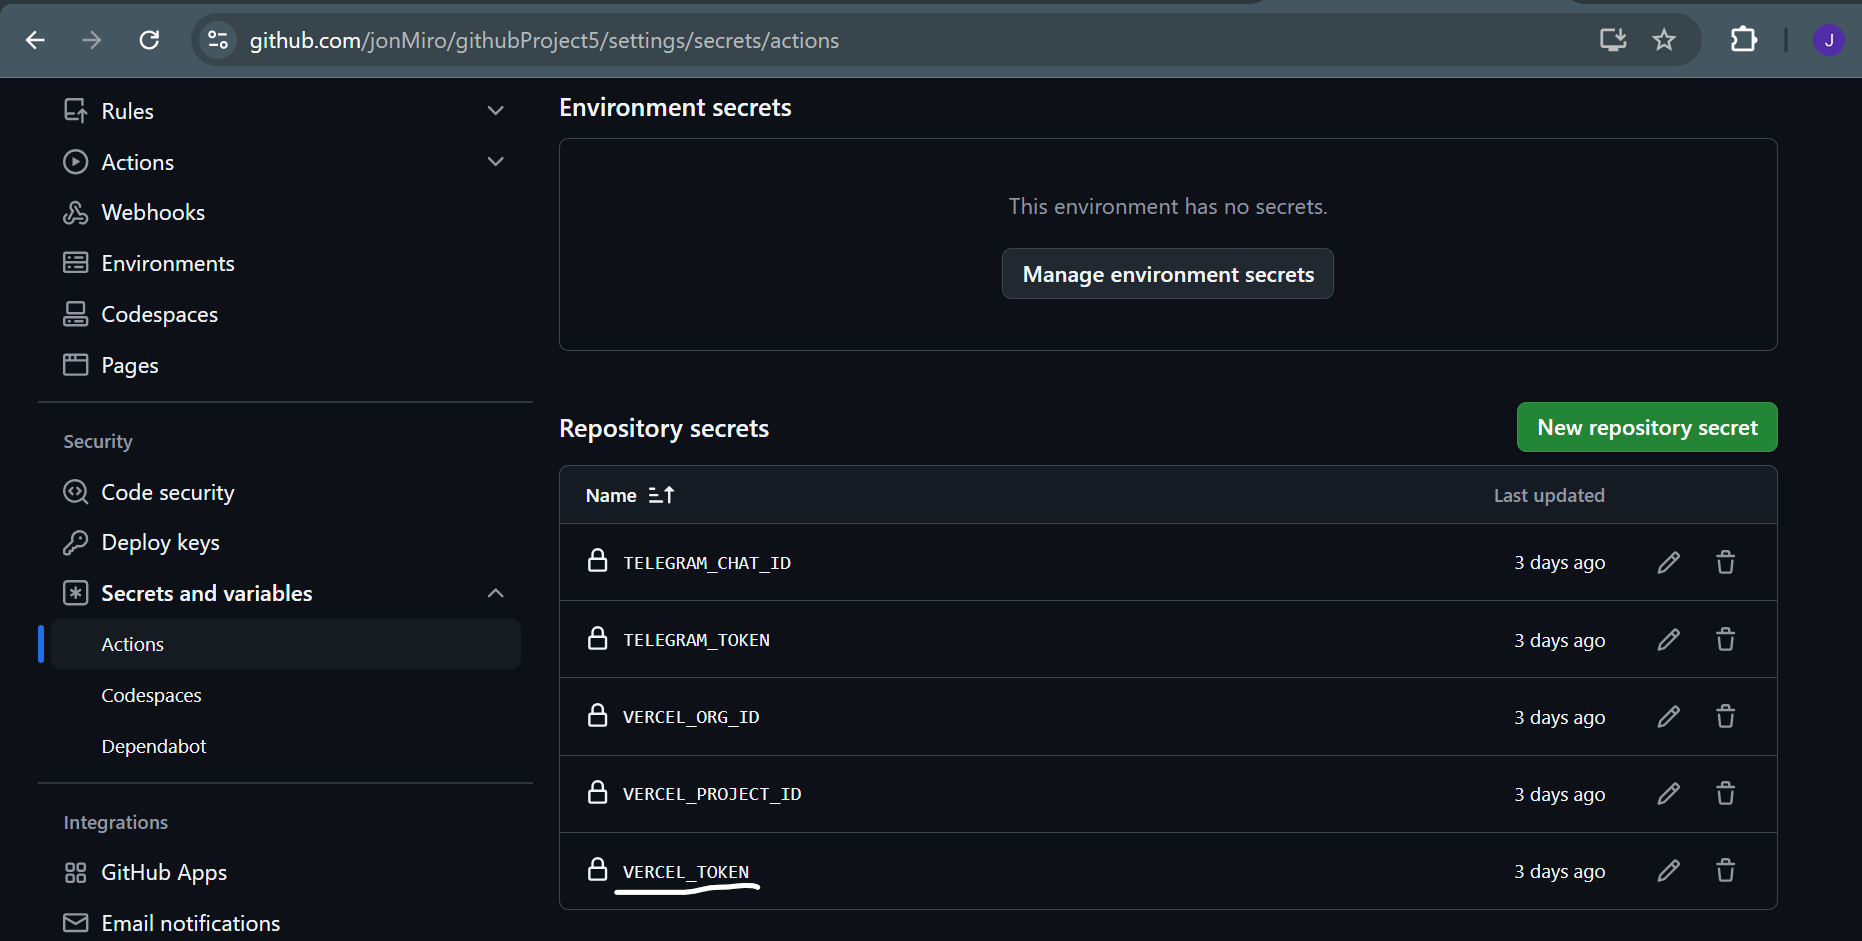 github.com/jonMiro/githubProject5/settings/secrets/actions
J
Rules
Actions
Webhooks
Environments
Codespaces
Pages
Security
Code security
Deploy keys
Secrets and variables
Actions
Codespaces
Dependabot
Integrations
GitHub Apps
Email notifications
Environment secrets
This environment has no secrets.
Manage environment secrets
Repository secrets
New repository secret
Name Last updated
TELEGRAM_CHAT_ID 3 days ago
TELEGRAM_TOKEN 3 days ago
VERCEL_ORG_ID 3 days ago
VERCEL_PROJECT_ID 3 days ago
VERCEL_TOKEN 3 days ago